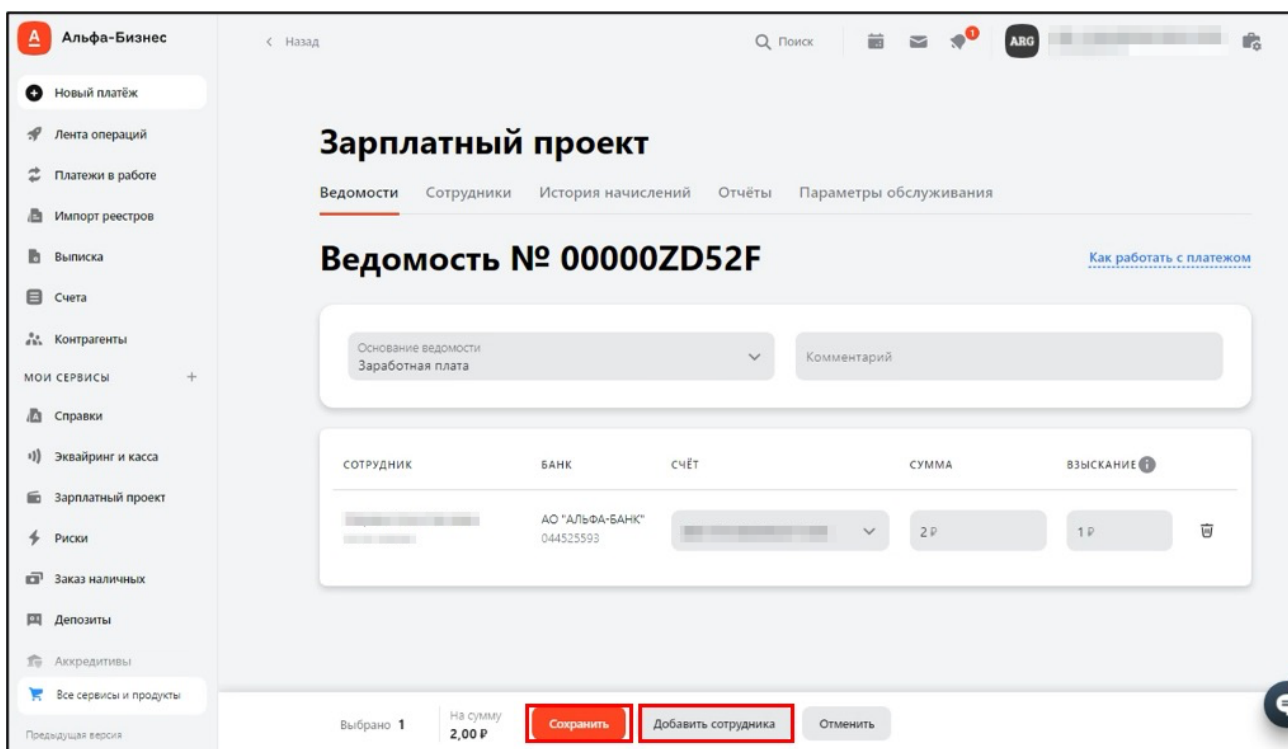 Альфа-Бизнес
Назад
Поиск
1
ARG
Новый платёж
Лента операций
Платежи в работе
Импорт реестров
Выписка
Счета
Контрагенты
МОИ СЕРВИСЫ +
Справки
Эквайринг и касса
Зарплатный проект
Риски
Заказ наличных
Депозиты
Аккредитивы
Все сервисы и продукты
Предыдущая версия
Зарплатный проект
Ведомости Сотрудники История начислений Отчёты Параметры обслуживания
Ведомость № 00000ZD52F
Как работать с платежом
Основание ведомости
Заработная плата
Комментарий
СОТРУДНИК БАНК СЧЁТ СУММА ВЗЫСКАНИЕ
АО "АЛЬФА-БАНК"
044525593
2 ₽ 1 ₽
Выбрано 1
На сумму
2,00 ₽
Сохранить Добавить сотрудника Отменить